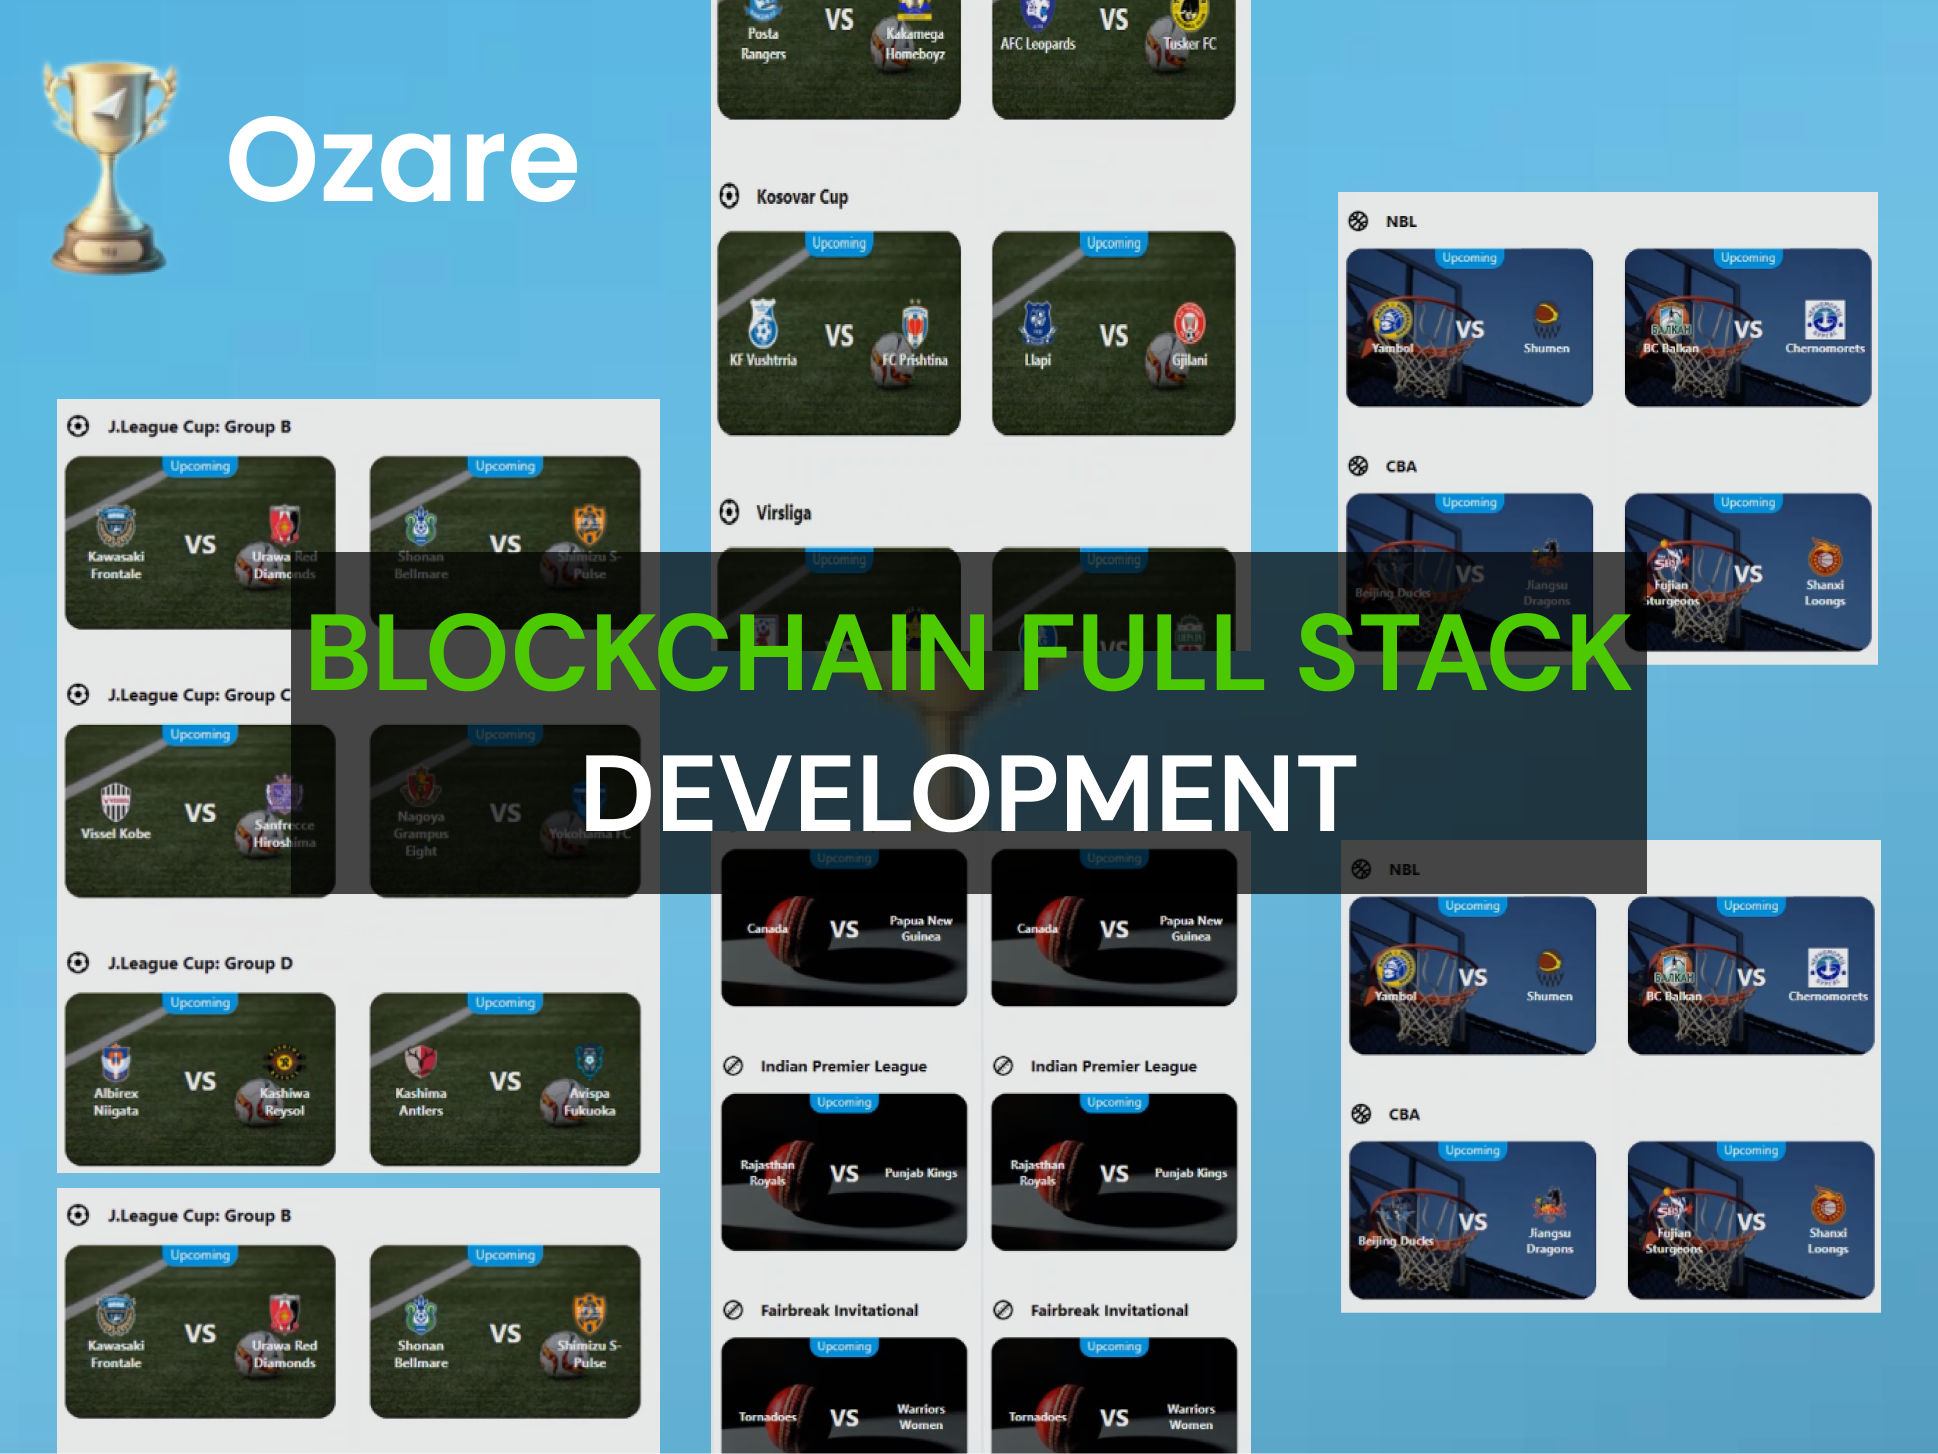 Ozare
J.League Cup: Group B
Upcoming
Kawasaki
Frontale
VS
Urawa Red
Diamonds
Upcoming
Shonan
Bellmare
VS
Shimizu S-
Pulse
J.League Cup: Group C
Upcoming
Vissel Kobe
VS
Sanfrecce
Hiroshima
Upcoming
Nagoya
Grampus
Eight
VS
Yokohama FC
J.League Cup: Group D
Upcoming
Albirex
Niigata
VS
Kashiwa
Reysol
Upcoming
Kashima
Antlers
VS
Avispa
Fukuoka
J.League Cup: Group B
Upcoming
Kawasaki
Frontale
VS
Urawa Red
Diamonds
Upcoming
Shonan
Bellmare
VS
Shimizu S-
Pulse
Posta
Rangers
VS
Kakamega
Homeboyz
AFC Leopards
VS
Tusker FC
Kosovar Cup
Upcoming
KF Vushtrria
VS
FC Prishtina
Upcoming
Llapi
VS
Gjilani
Virsliga
Upcoming
Upcoming
VS
BLOCKCHAIN FULL STACK
DEVELOPMENT
Upcoming
Canada
VS
Papua New
Guinea
Upcoming
Canada
VS
Papua New
Guinea
Indian Premier League
Upcoming
Rajasthan
Royals
VS
Punjab Kings
Indian Premier League
Upcoming
Rajasthan
Royals
VS
Punjab Kings
Fairbreak Invitational
Upcoming
Tornadoes
VS
Warriors
Women
Fairbreak Invitational
Upcoming
Tornadoes
VS
Warriors
Women
NBL
Upcoming
Yambol
VS
Shumen
Upcoming
БАЛКАН
BC Balkan
VS
Chernomorets
CBA
Upcoming
Beijing Ducks
VS
Jiangsu
Dragons
Upcoming
Fujian
Sturgeons
VS
Shanxi
Loongs
NBL
Upcoming
Yambol
VS
Shumen
Upcoming
БАЛКАН
BC Balkan
VS
Chernomorets
CBA
Upcoming
Beijing Ducks
VS
Jiangsu
Dragons
Upcoming
Fujian
Sturgeons
VS
Shanxi
Loongs